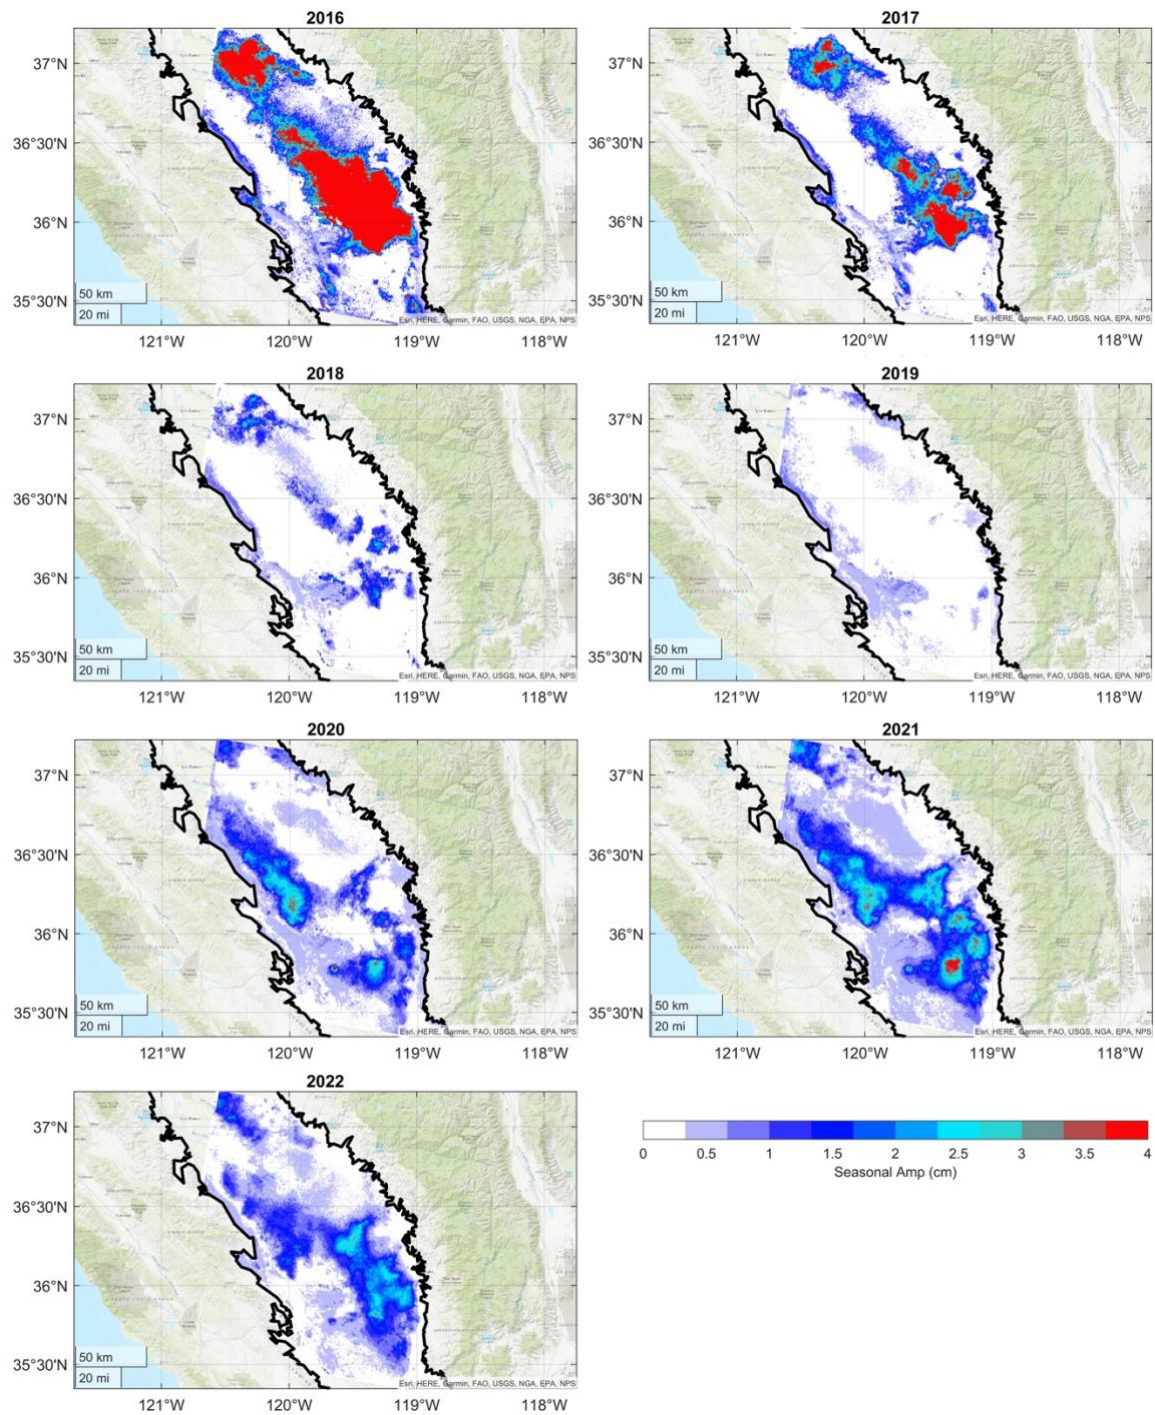 2016
37°N
36°30'N
36°N
35°30'N
50 km
20 mi
Esri, HERE, Garmin, FAO, USGS, NGA, EPA, NPS
121°W
120°W
119°W
118°W
2017
37°N
36°30'N
36°N
35°30'N
50 km
20 mi
Esri, HERE, Garmin, FAO, USGS, NGA, EPA, NPS
121°W
120°W
119°W
118°W
2018
37°N
36°30'N
36°N
35°30'N
50 km
20 mi
Esri, HERE, Garmin, FAO, USGS, NGA, EPA, NPS
121°W
120°W
119°W
118°W
2019
37°N
36°30'N
36°N
35°30'N
50 km
20 mi
Esri, HERE, Garmin, FAO, USGS, NGA, EPA, NPS
121°W
120°W
119°W
118°W
2020
37°N
36°30'N
36°N
35°30'N
50 km
20 mi
Esri, HERE, Garmin, FAO, USGS, NGA, EPA, NPS
121°W
120°W
119°W
118°W
2021
37°N
36°30'N
36°N
35°30'N
50 km
20 mi
Esri, HERE, Garmin, FAO, USGS, NGA, EPA, NPS
121°W
120°W
119°W
118°W
2022
37°N
36°30'N
36°N
35°30'N
50 km
20 mi
Esri, HERE, Garmin, FAO, USGS, NGA, EPA, NPS
121°W
120°W
119°W
118°W
0 0.5 1 1.5 2 2.5 3 3.5 4
Seasonal Amp (cm)